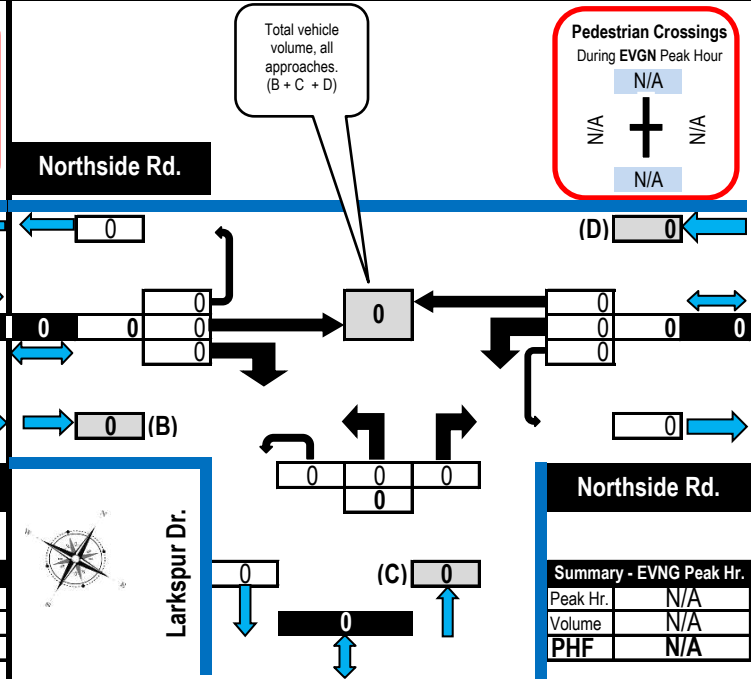 Total vehicle
volume, all
approaches.
(B + C + D)
Pedestrian Crossings
During EVGN Peak Hour
N/A
N/A
N/A
N/A
Northside Rd.
0
(D) 0
0
0
0
0
0 0 0
0 0 0
0
0
0 (B)
0
0 0 0
0
Northside Rd.
Larkspur Dr.
N
E
S
W
0
(C) 0
0
Summary - EVNG Peak Hr.
Peak Hr. N/A
Volume N/A
PHF N/A